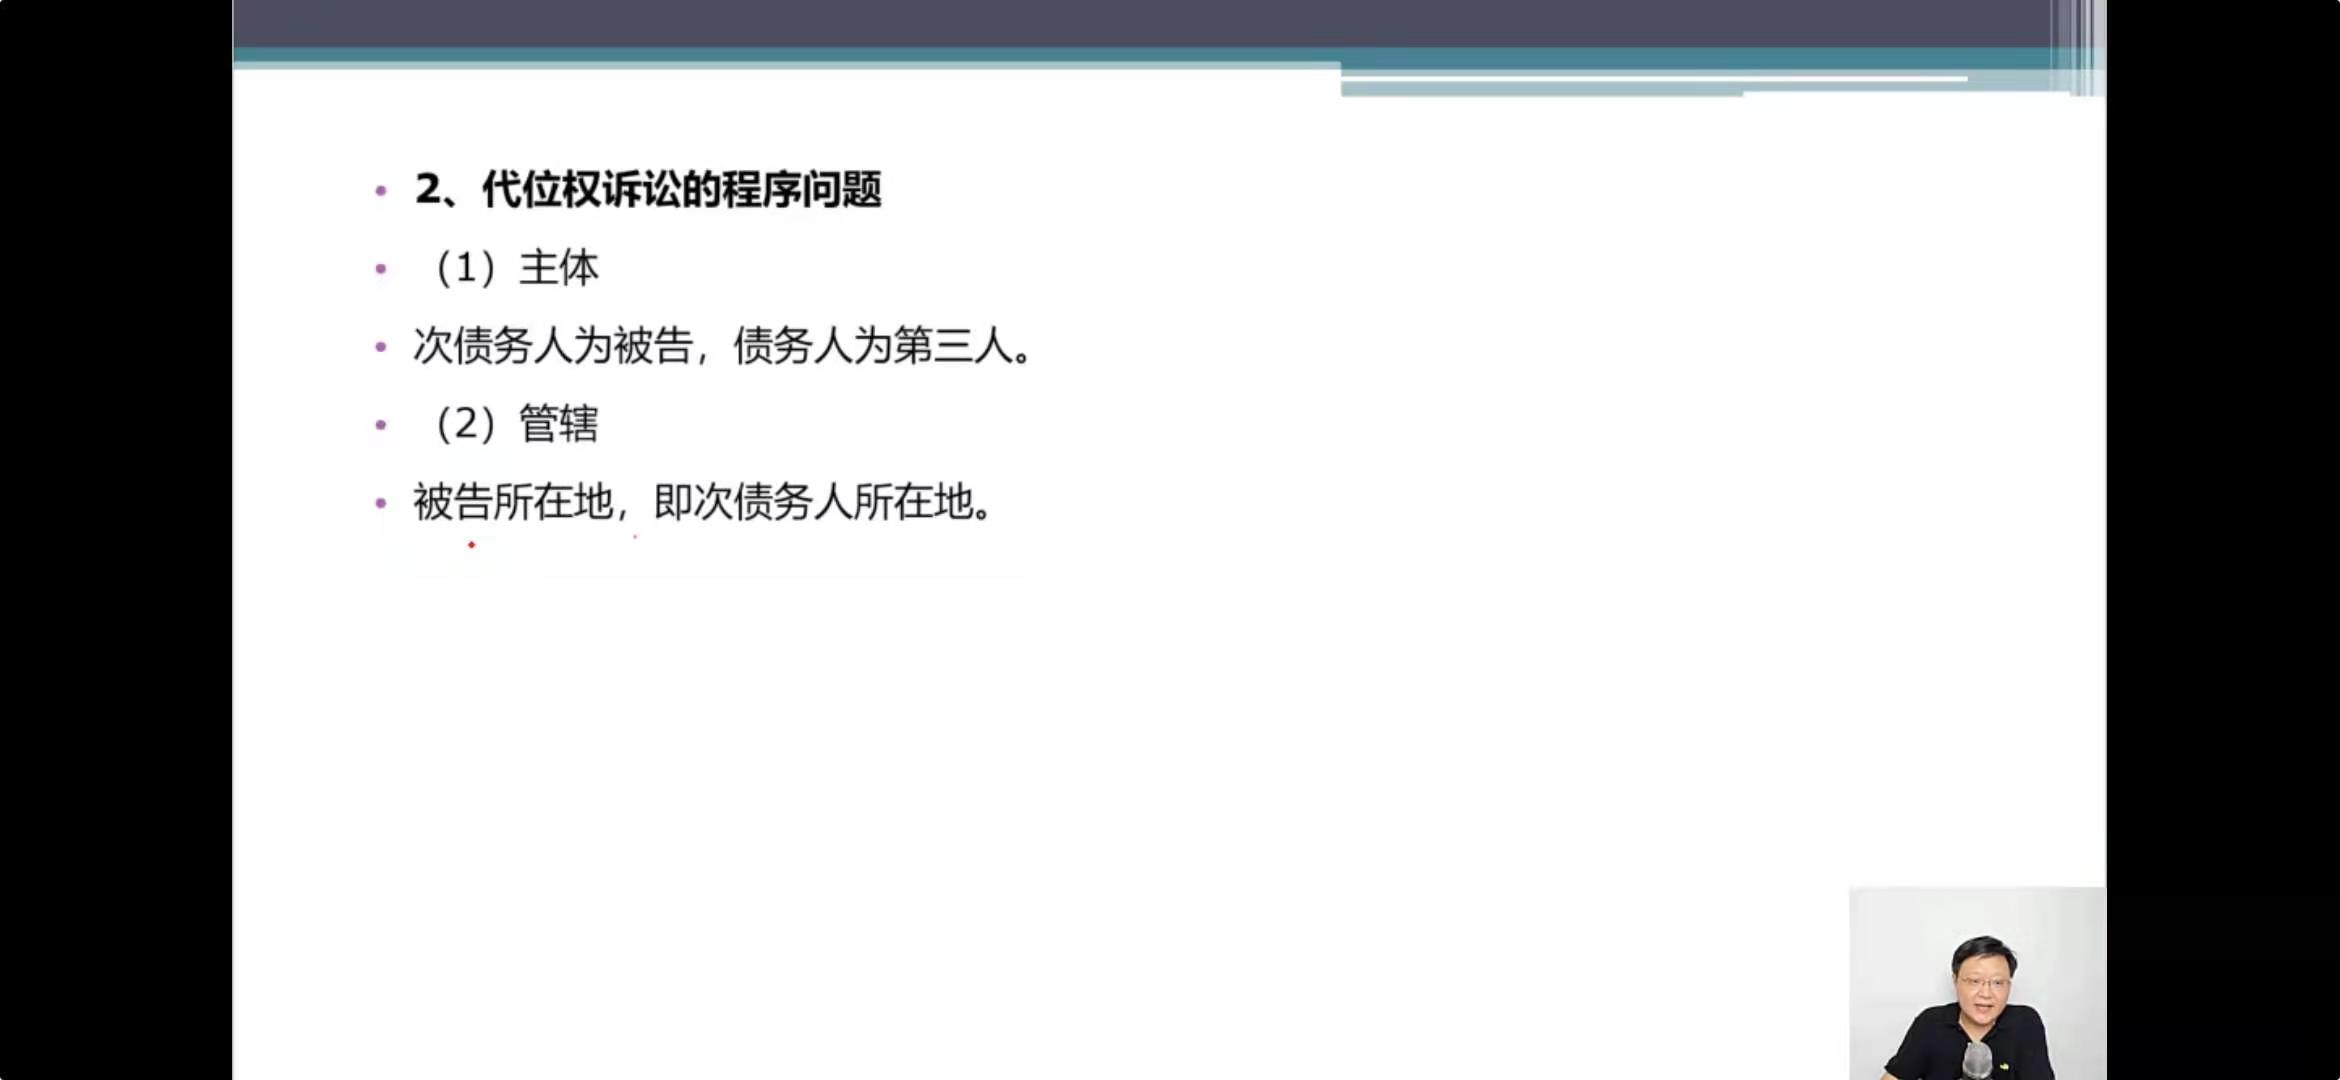 2、代位权诉讼的程序问题
（1）主体
次债务人为被告，债务人为第三人。
（2）管辖
被告所在地，即次债务人所在地。